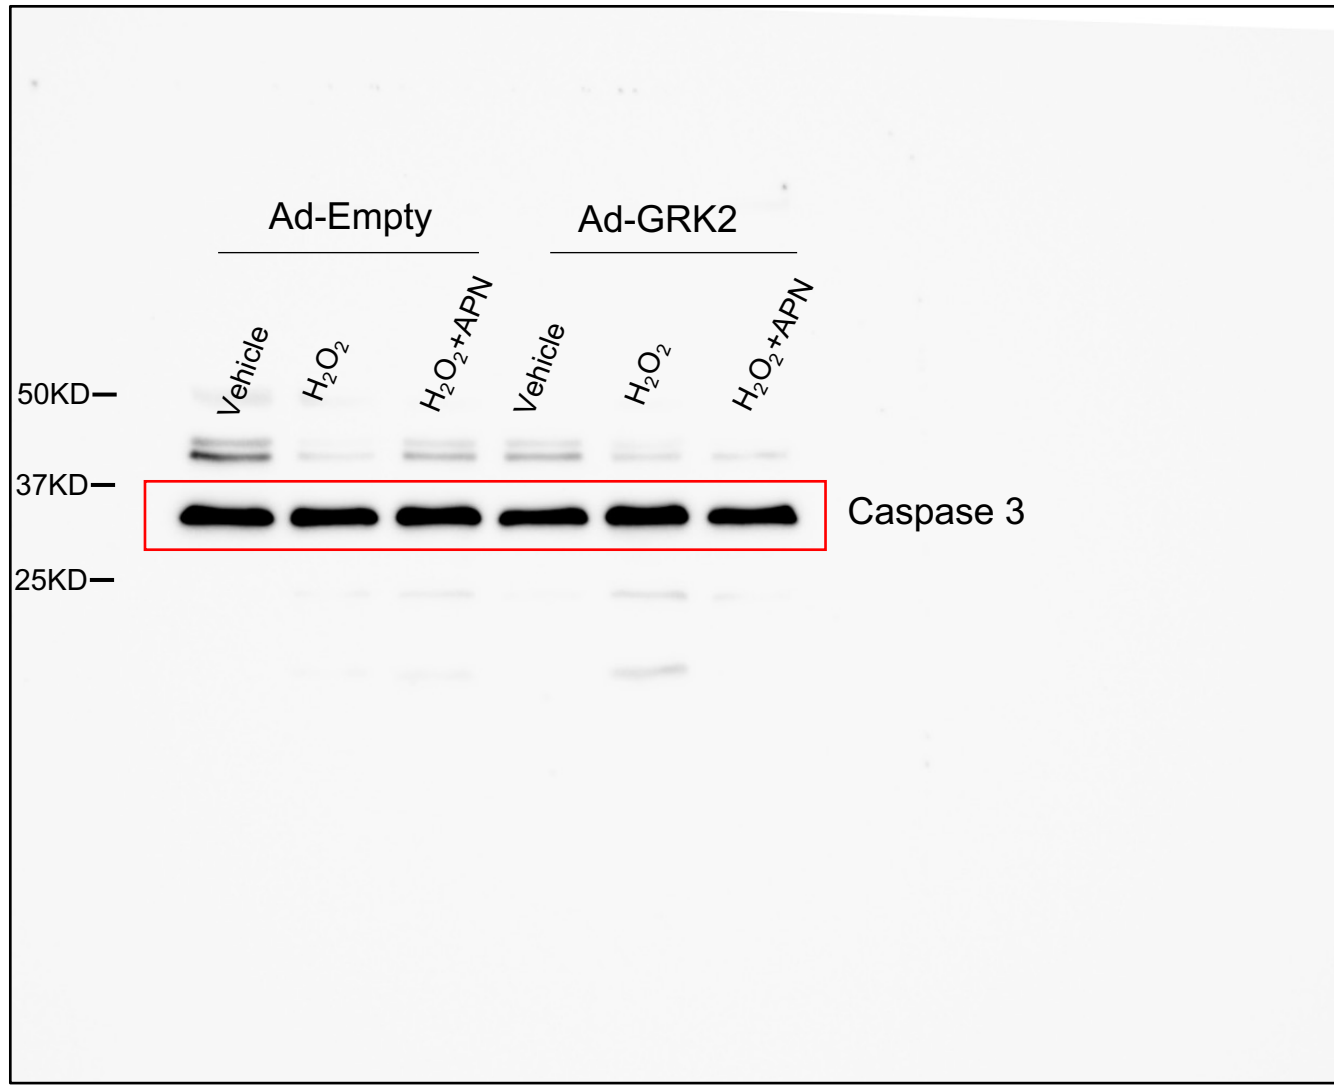 Ad-Empty
Ad-GRK2
Vehicle
H₂O₂
H₂O₂+APN
Vehicle
H₂O₂
H₂O₂+APN
50KD
37KD
Caspase 3
25KD